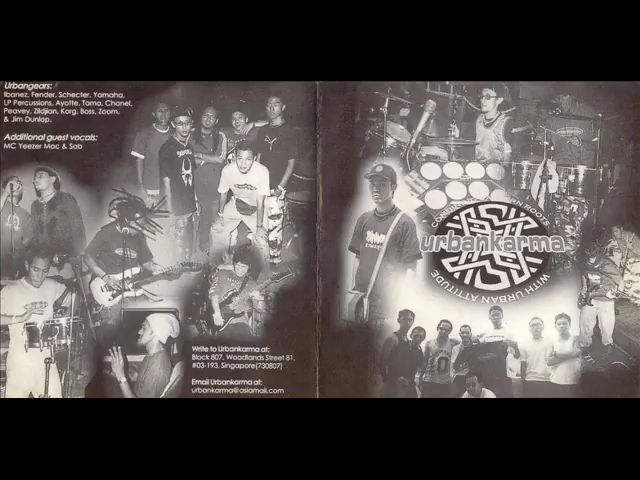 Urbangears:
Ibanez, Fender, Schecter, Yamaha,
LP Percussions, Ayotte, Tama, Chanel,
Peavey, Zildjian, Korg, Boss, Zoom,
& Jim Dunlop.
Additional guest vocals:
MC Yeezer Mac & Sab
Write to Urbankarma at:
Block 807, Woodlands Street 81,
#03-193, Singapore(730807)
Email Urbankarma at:
urbankarma@asiamail.com
urbankarma
WITH URBAN ATTITUDE